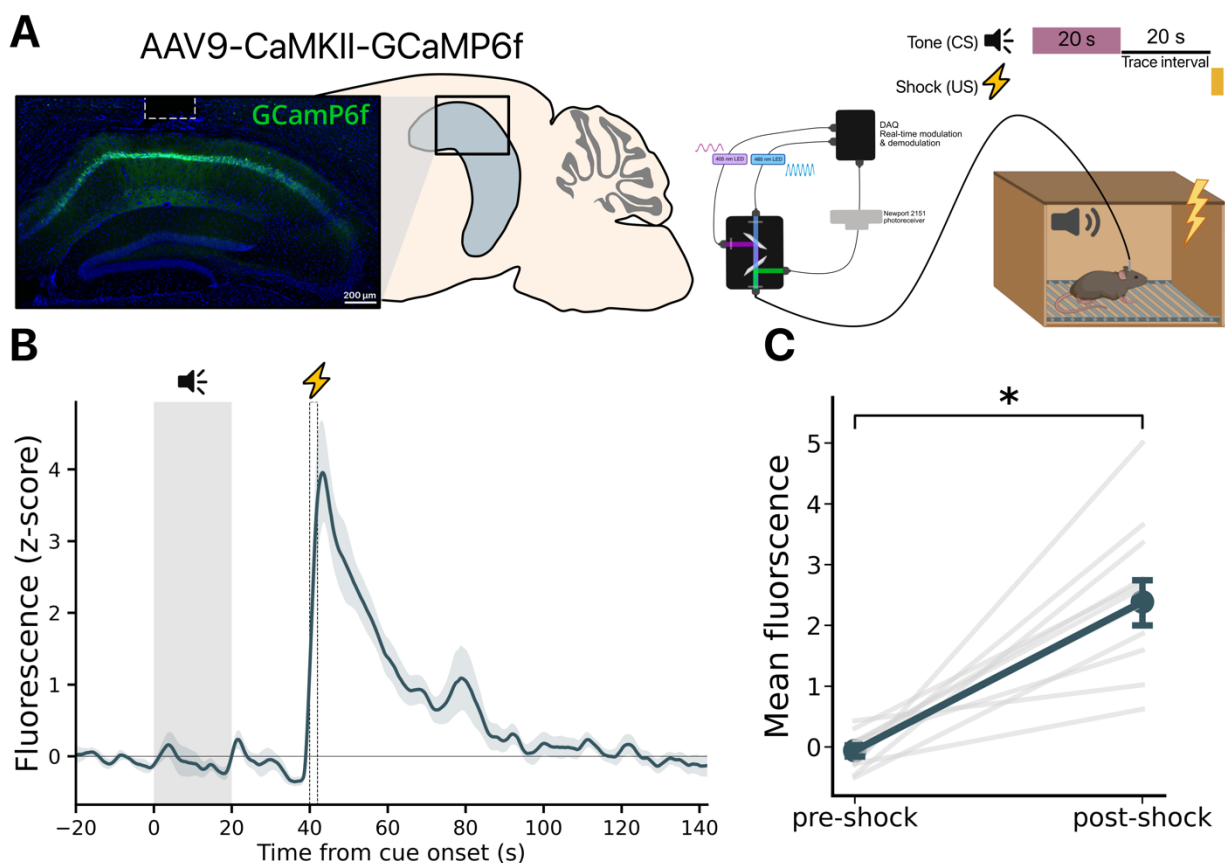 A
AAV9-CaMKII-GCaMP6f
GCamP6f
200 µm
Tone (CS)
20 s
20 s
Trace interval
Shock (US)
DAQ
Real-time modulation
& demodulation
405 nm LED
465 nm LED
Newport 2151
photoreceiver
B
Fluorescence (z-score)
4
3
2
1
0
−20
0
20
40
60
80
100
120
140
Time from cue onset (s)
C
*
Mean fluorscence
5
4
3
2
1
0
pre-shock
post-shock